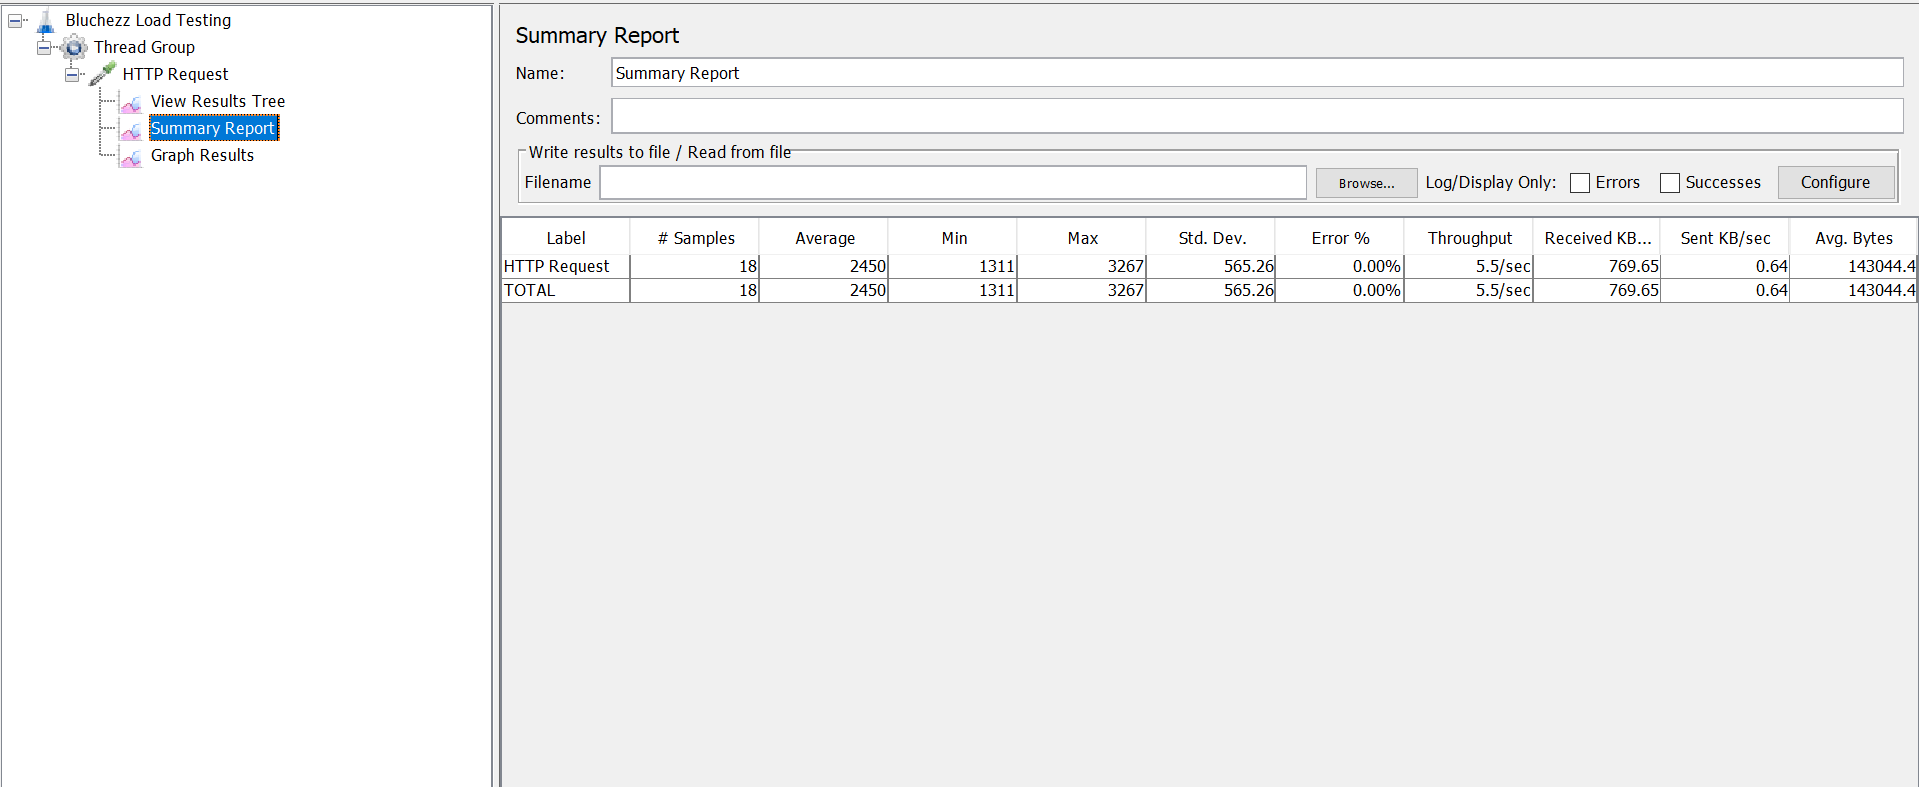 Bluchezz Load Testing
Thread Group
HTTP Request
View Results Tree
Summary Report
Graph Results
Summary Report
Name: Summary Report
Comments:
Write results to file / Read from file
Filename Browse... Log/Display Only: Errors Successes Configure
Label # Samples Average Min Max Std. Dev. Error % Throughput Received KB... Sent KB/sec Avg. Bytes
HTTP Request 18 2450 1311 3267 565.26 0.00% 5.5/sec 769.65 0.64 143044.4
TOTAL 18 2450 1311 3267 565.26 0.00% 5.5/sec 769.65 0.64 143044.4